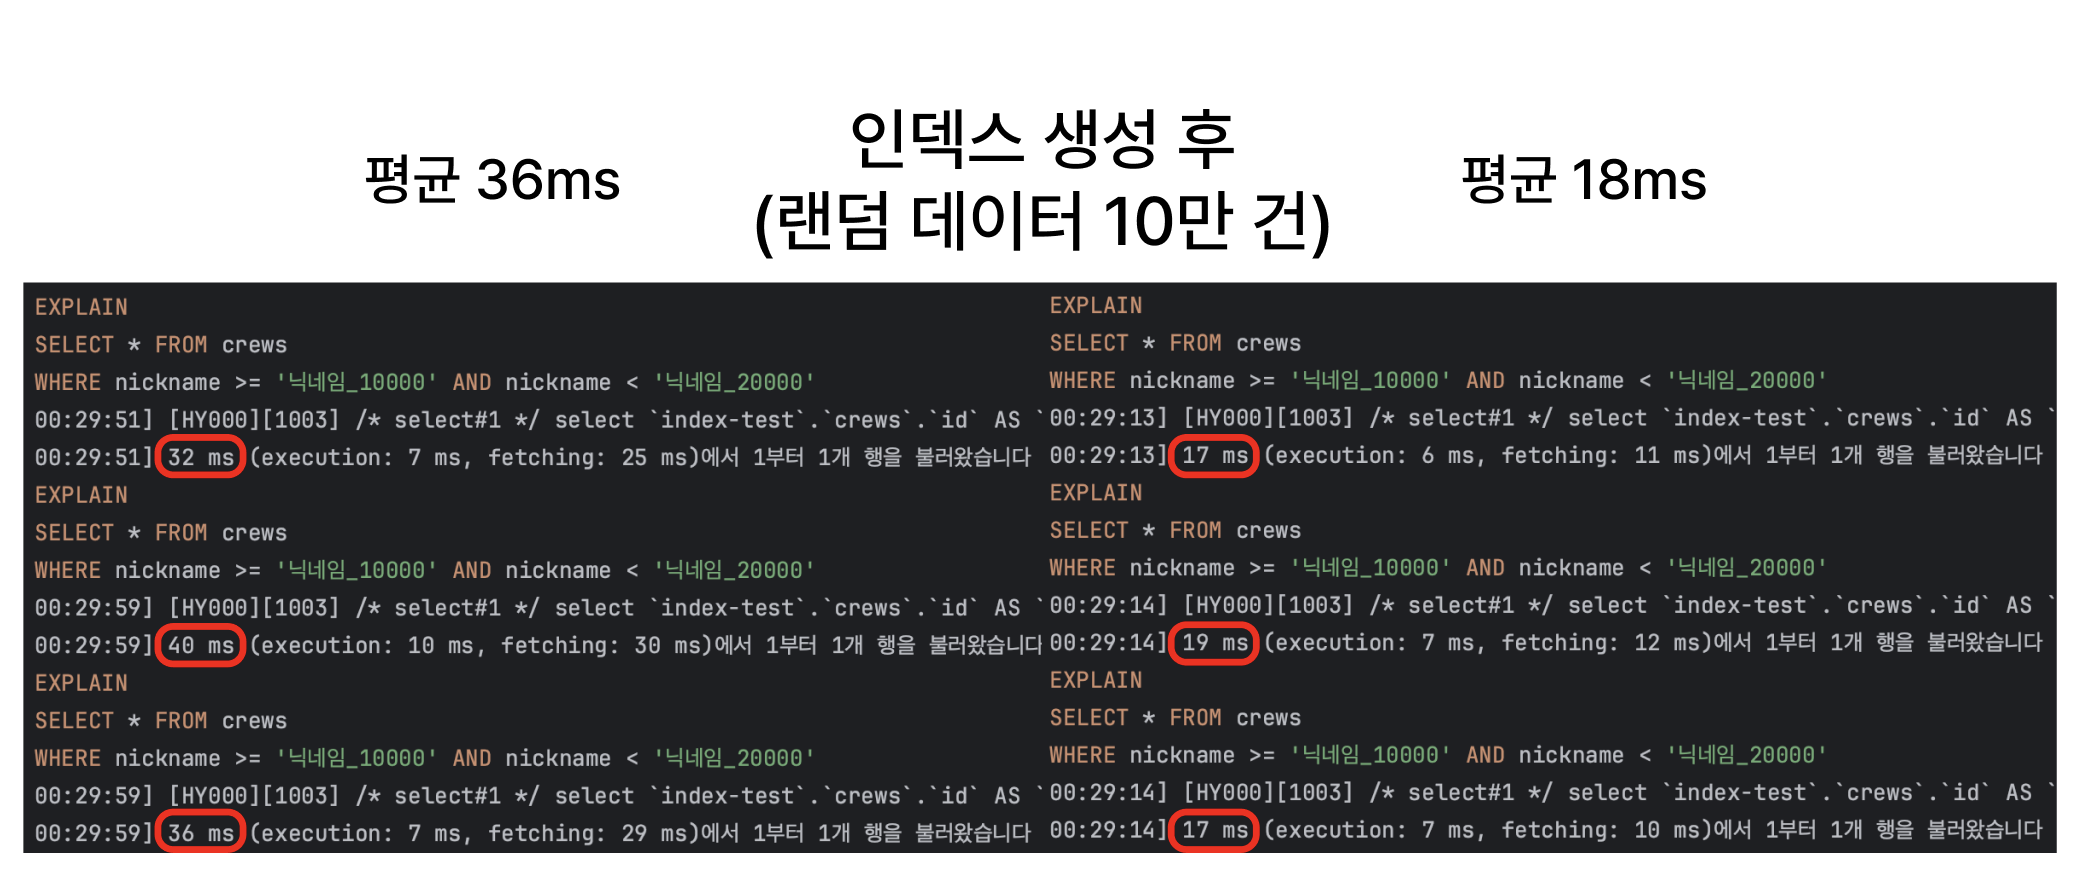 평균 36ms
인덱스 생성 후
(랜덤 데이터 10만 건)
평균 18ms
EXPLAIN
SELECT * FROM crews
WHERE nickname >= '닉네임_10000' AND nickname < '닉네임_20000'
00:29:51] [HY000][1003] /* select#1 */ select `index-test`.`crews`.`id` AS `
00:29:51] 32 ms (execution: 7 ms, fetching: 25 ms)에서 1부터 1개 행을 불러왔습니다
EXPLAIN
SELECT * FROM crews
WHERE nickname >= '닉네임_10000' AND nickname < '닉네임_20000'
00:29:59] [HY000][1003] /* select#1 */ select `index-test`.`crews`.`id` AS `
00:29:59] 40 ms (execution: 10 ms, fetching: 30 ms)에서 1부터 1개 행을 불러왔습니다
EXPLAIN
SELECT * FROM crews
WHERE nickname >= '닉네임_10000' AND nickname < '닉네임_20000'
00:29:59] [HY000][1003] /* select#1 */ select `index-test`.`crews`.`id` AS `
00:29:59] 36 ms (execution: 7 ms, fetching: 29 ms)에서 1부터 1개 행을 불러왔습니다
EXPLAIN
SELECT * FROM crews
WHERE nickname >= '닉네임_10000' AND nickname < '닉네임_20000'
00:29:13] [HY000][1003] /* select#1 */ select `index-test`.`crews`.`id` AS `
00:29:13] 17 ms (execution: 6 ms, fetching: 11 ms)에서 1부터 1개 행을 불러왔습니다
EXPLAIN
SELECT * FROM crews
WHERE nickname >= '닉네임_10000' AND nickname < '닉네임_20000'
00:29:14] [HY000][1003] /* select#1 */ select `index-test`.`crews`.`id` AS `
00:29:14] 19 ms (execution: 7 ms, fetching: 12 ms)에서 1부터 1개 행을 불러왔습니다
EXPLAIN
SELECT * FROM crews
WHERE nickname >= '닉네임_10000' AND nickname < '닉네임_20000'
00:29:14] [HY000][1003] /* select#1 */ select `index-test`.`crews`.`id` AS `
00:29:14] 17 ms (execution: 7 ms, fetching: 10 ms)에서 1부터 1개 행을 불러왔습니다